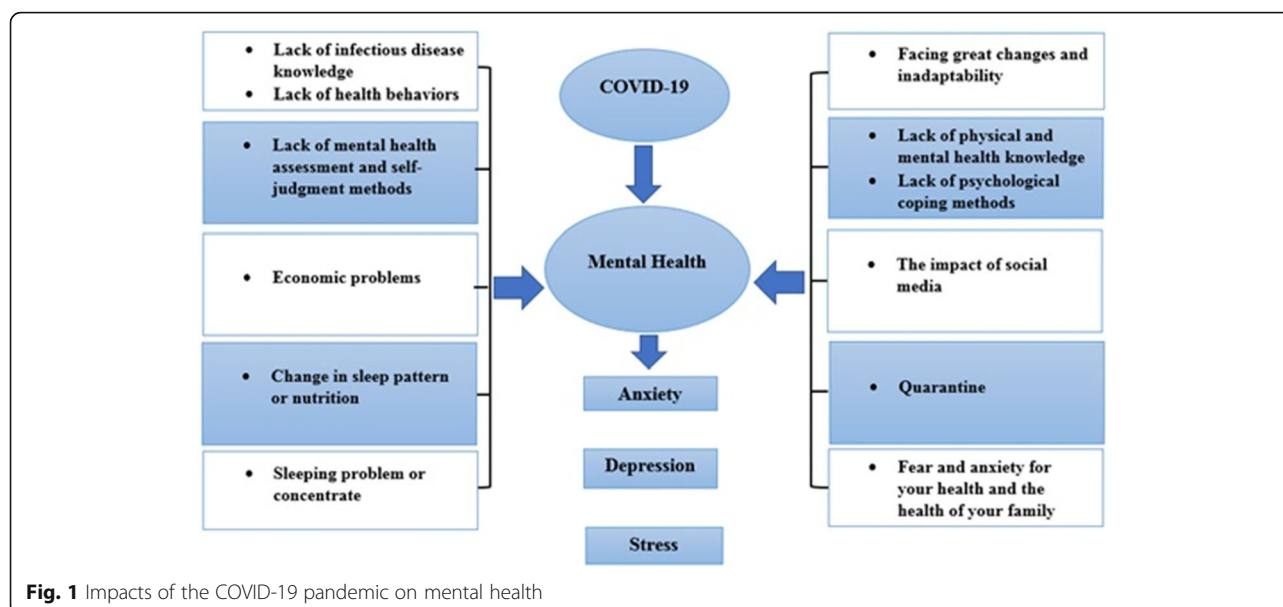 • Lack of infectious disease
knowledge
• Lack of health behaviors
• Lack of mental health
assessment and self-
judgment methods
• Economic problems
• Change in sleep pattern
or nutrition
• Sleeping problem or
concentrate
COVID-19
Mental Health
Anxiety
Depression
Stress
• Facing great changes and
inadaptability
• Lack of physical and
mental health knowledge
• Lack of psychological
coping methods
• The impact of social
media
• Quarantine
• Fear and anxiety for
your health and the
health of your family
Fig. 1 Impacts of the COVID-19 pandemic on mental health